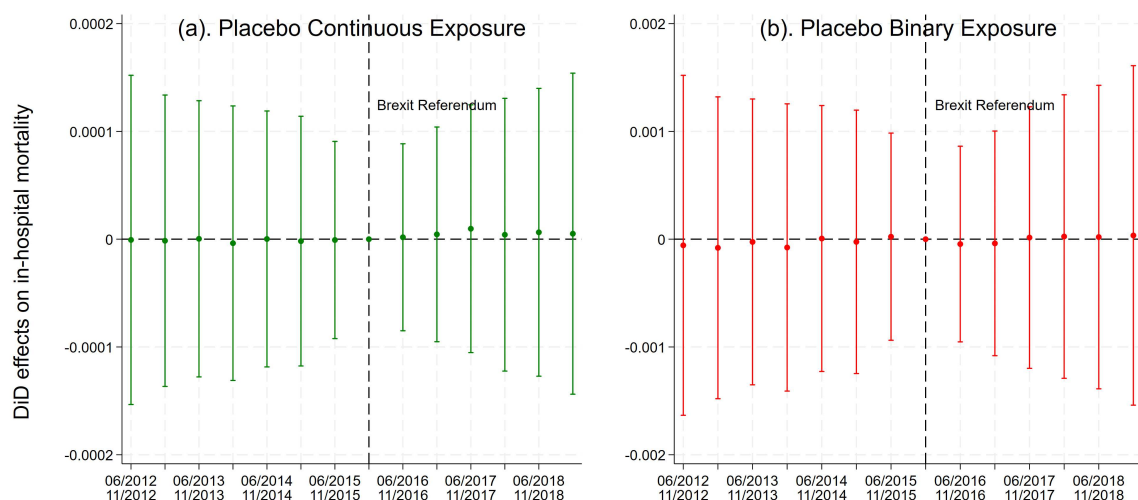 DiD effects on in-hospital mortality
(a). Placebo Continuous Exposure
Brexit Referendum
0.0002
0.0001
0
-0.0001
-0.0002
06/2012 06/2013 06/2014 06/2015 06/2016 06/2017 06/2018
11/2012 11/2013 11/2014 11/2015 11/2016 11/2017 11/2018
(b). Placebo Binary Exposure
Brexit Referendum
0.002
0.001
0
-0.001
-0.002
06/2012 06/2013 06/2014 06/2015 06/2016 06/2017 06/2018
11/2012 11/2013 11/2014 11/2015 11/2016 11/2017 11/2018